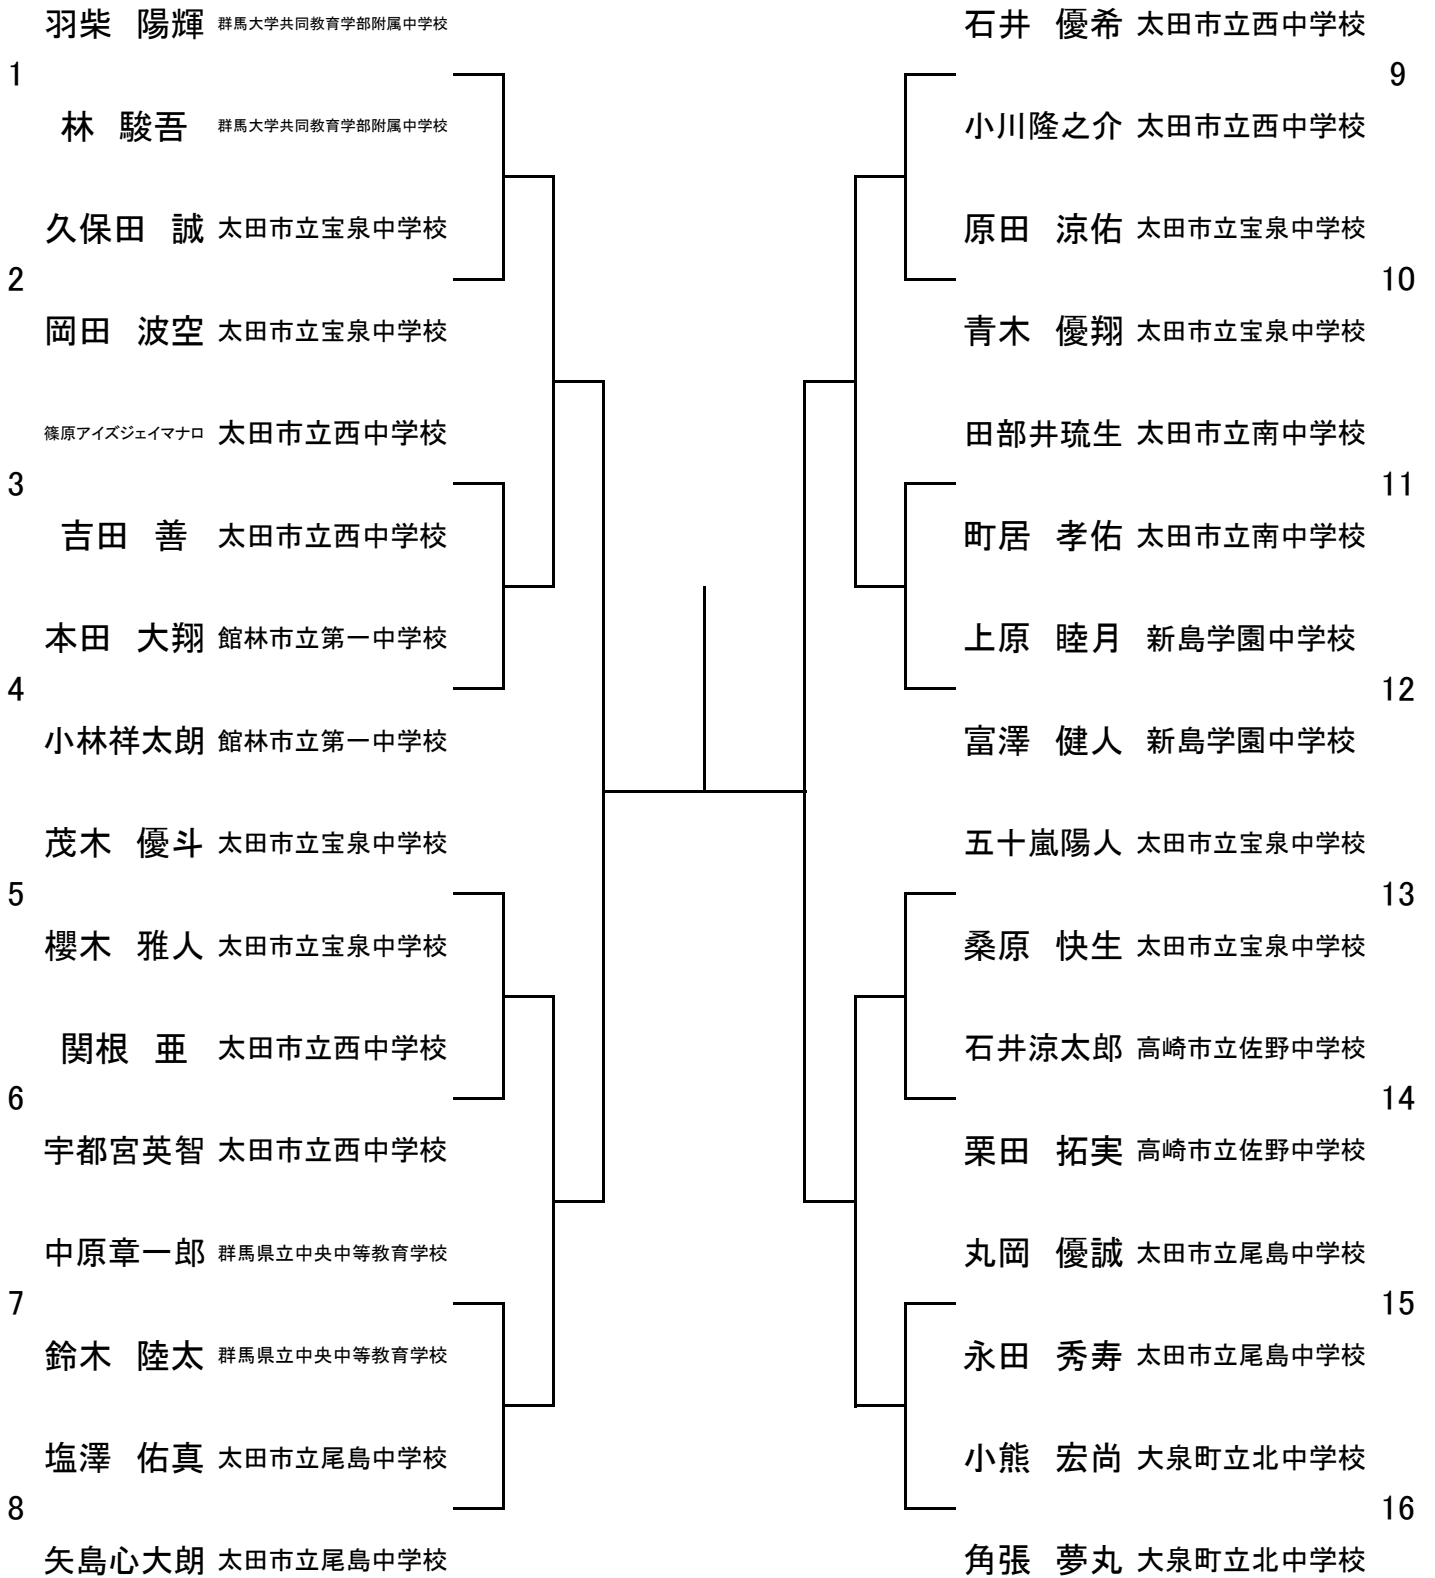 羽柴　陽輝 群馬大学共同教育学部附属中学校
1
林　駿吾 群馬大学共同教育学部附属中学校
久保田　誠 太田市立宝泉中学校
2
岡田　波空 太田市立宝泉中学校
篠原アイズジェイマナロ 太田市立西中学校
3
吉田　善 太田市立西中学校
本田　大翔 館林市立第一中学校
4
小林祥太朗 館林市立第一中学校
茂木　優斗 太田市立宝泉中学校
5
櫻木　雅人 太田市立宝泉中学校
関根　亜 太田市立西中学校
6
宇都宮英智 太田市立西中学校
中原章一郎 群馬県立中央中等教育学校
7
鈴木　陸太 群馬県立中央中等教育学校
塩澤　佑真 太田市立尾島中学校
8
矢島心大朗 太田市立尾島中学校
石井　優希 太田市立西中学校
9
小川隆之介 太田市立西中学校
原田　涼佑 太田市立宝泉中学校
10
青木　優翔 太田市立宝泉中学校
田部井琉生 太田市立南中学校
11
町居　孝佑 太田市立南中学校
上原　睦月 新島学園中学校
12
富澤　健人 新島学園中学校
五十嵐陽人 太田市立宝泉中学校
13
桑原　快生 太田市立宝泉中学校
石井涼太郎 高崎市立佐野中学校
14
栗田　拓実 高崎市立佐野中学校
丸岡　優誠 太田市立尾島中学校
15
永田　秀寿 太田市立尾島中学校
小熊　宏尚 大泉町立北中学校
16
角張　夢丸 大泉町立北中学校